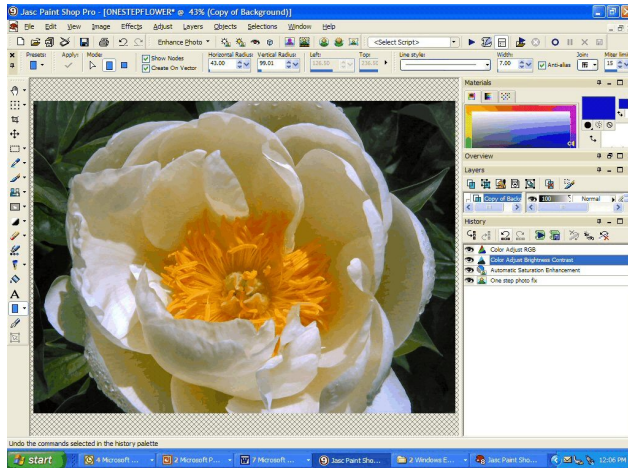 Jasc Paint Shop Pro - [ONESTEPFLOWER* @ 43% (Copy of Background)]
File Edit View Image Effects Adjust Layers Objects Selections Window Help
Enhance Photo <Select Script>
Presets: Apply: Mode: Show Nodes Create On Vector Horizontal Radius: Vertical Radius: Left: Top: Line style: Width: Join: Miter limit
43.00 99.01 7.00 Anti-alias 15
Materials
Overview
Layers
Copy of Back 100 Normal
History
Color Adjust RGB
Color Adjust Brightness Contrast
Automatic Saturation Enhancement
One step photo fix
Undo the commands selected in the history palette
start 4 Microsoft ... 2 Microsoft P... 7 Microsoft ... Jasc Paint Sho... 2 Windows E... Jasc Paint Sho... 12:06 PM